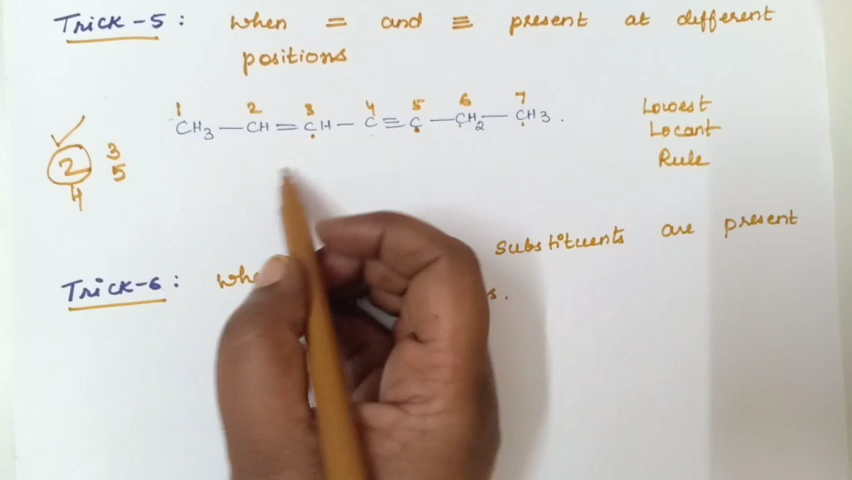 Trick-5: when = and ≡ present at different
positions
1 2 3 4 5 6 7
CH3 — CH = CH — C ≡ C — CH2 — CH3.
Lowest
Locant
Rule
2 3
4 5
Trick-6:
substituents are present